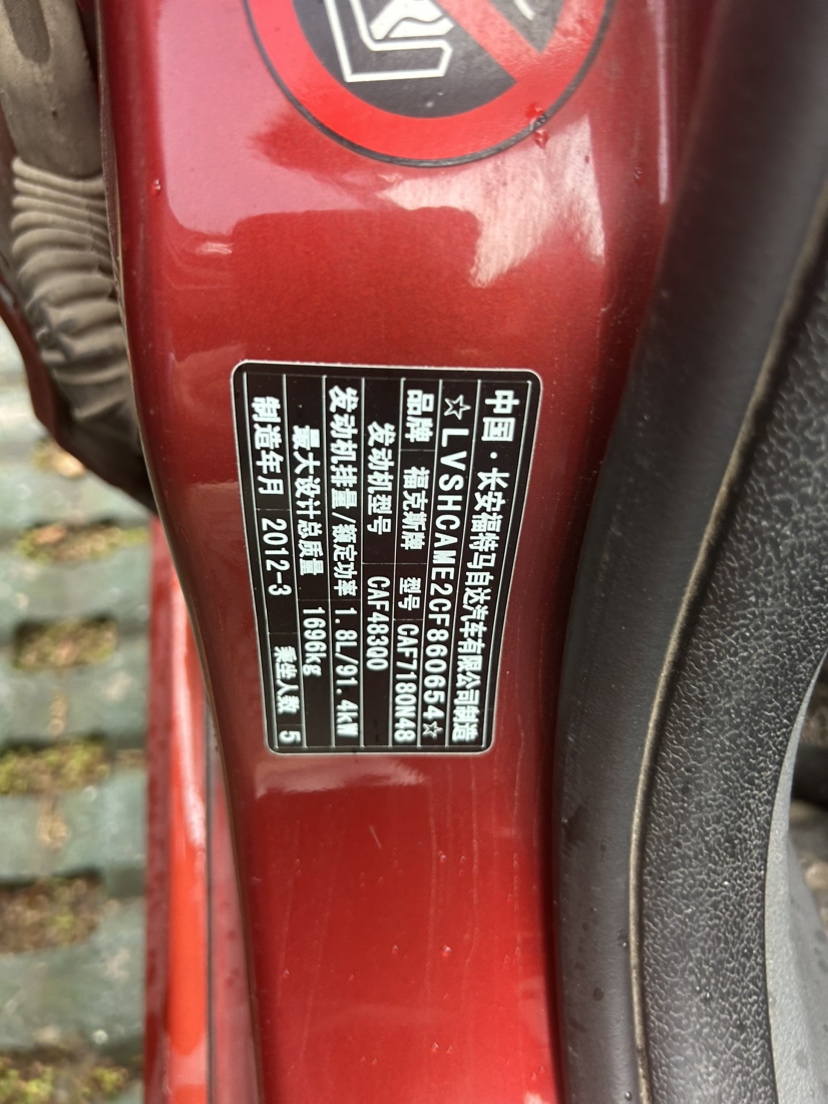 中国·长安福特马自达汽车有限公司制造
☆LVSHCAME2CF860654☆
品牌 福克斯牌 型号 CAF7180N48
发动机型号 CAF483Q0
发动机排量/额定功率 1.8L/91.4kW
最大设计总质量 1696kg
制造年月 2012-3 乘坐人数 5